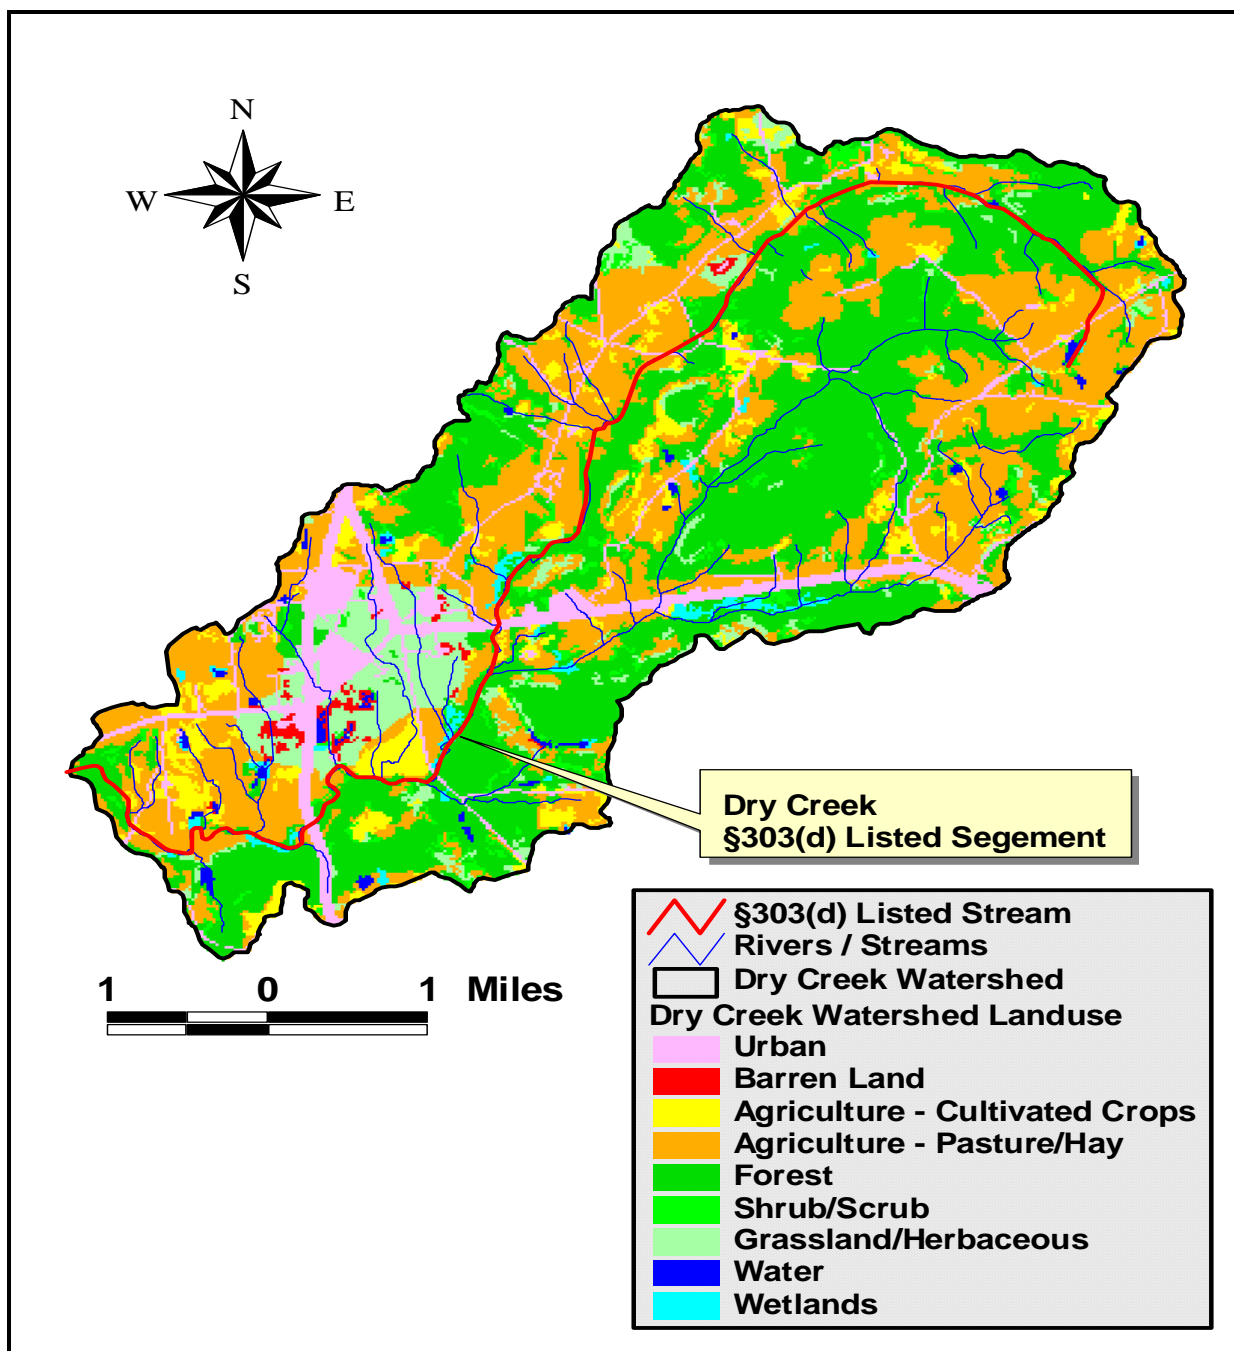 N
W E
S
Dry Creek
§303(d) Listed Segement
1 0 1 Miles
§303(d) Listed Stream
Rivers / Streams
Dry Creek Watershed
Dry Creek Watershed Landuse
Urban
Barren Land
Agriculture - Cultivated Crops
Agriculture - Pasture/Hay
Forest
Shrub/Scrub
Grassland/Herbaceous
Water
Wetlands